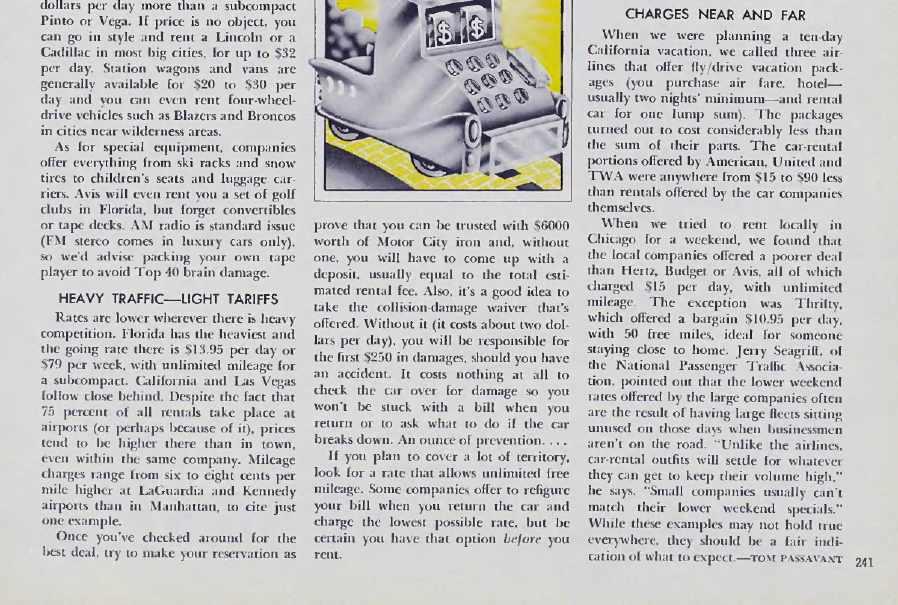 dollars per day more than a subcompact
Pinto or Vega. If price is no object, you
can go in style and rent a Lincoln or a
Cadillac in most big cities, for up to $32
per day. Station wagons and vans are
generally available for $20 to $30 per
day and you can even rent four-wheel-
drive vehicles such as Blazers and Broncos
in cities near wilderness areas.
As for special equipment, companies
offer everything from ski racks and snow
tires to children's seats and luggage car-
riers. Avis will even rent you a set of golf
clubs in Florida, but forget convertibles
or tape decks. AM radio is standard issue
(FM stereo comes in luxury cars only),
so we'd advise packing your own tape
player to avoid Top 40 brain damage.
HEAVY TRAFFIC—LIGHT TARIFFS
Rates are lower wherever there is heavy
competition. Florida has the heaviest and
the going rate there is $13.95 per day or
$79 per week, with unlimited mileage for
a subcompact. California and Las Vegas
follow close behind. Despite the fact that
75 percent of all rentals take place at
airports (or perhaps because of it), prices
tend to be higher there than in town,
even within the same company. Mileage
charges range from six to eight cents per
mile higher at LaGuardia and Kennedy
airports than in Manhattan, to cite just
one example.
Once you've checked around for the
best deal, try to make your reservation as
$ $
prove that you can be trusted with $6000
worth of Motor City iron and, without
one, you will have to come up with a
deposit, usually equal to the total esti-
mated rental fee. Also, it's a good idea to
take the collision-damage waiver that's
offered. Without it (it costs about two dol-
lars per day), you will be responsible for
the first $250 in damages, should you have
an accident. It costs nothing at all to
check the car over for damage so you
won't be stuck with a bill when you
return or to ask what to do if the car
breaks down. An ounce of prevention. . . .
If you plan to cover a lot of territory,
look for a rate that allows unlimited free
mileage. Some companies offer to refigure
your bill when you return the car and
charge the lowest possible rate, but be
certain you have that option before you
rent.
CHARGES NEAR AND FAR
When we were planning a ten-day
California vacation, we called three air-
lines that offer fly/drive vacation pack-
ages (you purchase air fare, hotel—
usually two nights' minimum—and rental
car for one lump sum). The packages
turned out to cost considerably less than
the sum of their parts. The car-rental
portions offered by American, United and
TWA were anywhere from $15 to $90 less
than rentals offered by the car companies
themselves.
When we tried to rent locally in
Chicago for a weekend, we found that
the local companies offered a poorer deal
than Hertz, Budget or Avis, all of which
charged $15 per day, with unlimited
mileage. The exception was Thrifty,
which offered a bargain $10.95 per day,
with 50 free miles, ideal for someone
staying close to home. Jerry Seagriff, of
the National Passenger Traffic Associa-
tion, pointed out that the lower weekend
rates offered by the large companies often
are the result of having large fleets sitting
unused on those days when businessmen
aren't on the road. "Unlike the airlines,
car-rental outfits will settle for whatever
they can get to keep their volume high,"
he says. "Small companies usually can't
match their lower weekend specials."
While these examples may not hold true
everywhere, they should be a fair indi-
cation of what to expect.—TOM PASSAVANT
241